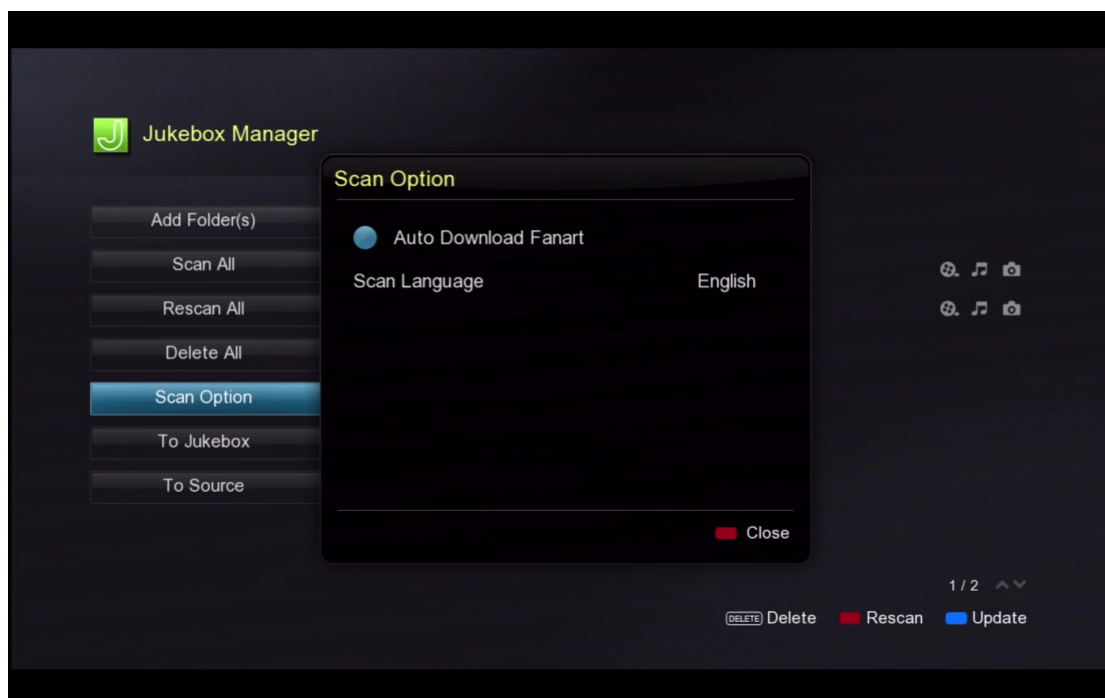 Jukebox Manager
Scan Option
Add Folder(s)
Auto Download Fanart
Scan All
Scan Language English
Rescan All
Delete All
Scan Option
To Jukebox
To Source
Close
1 / 2
DELETE Delete Rescan Update